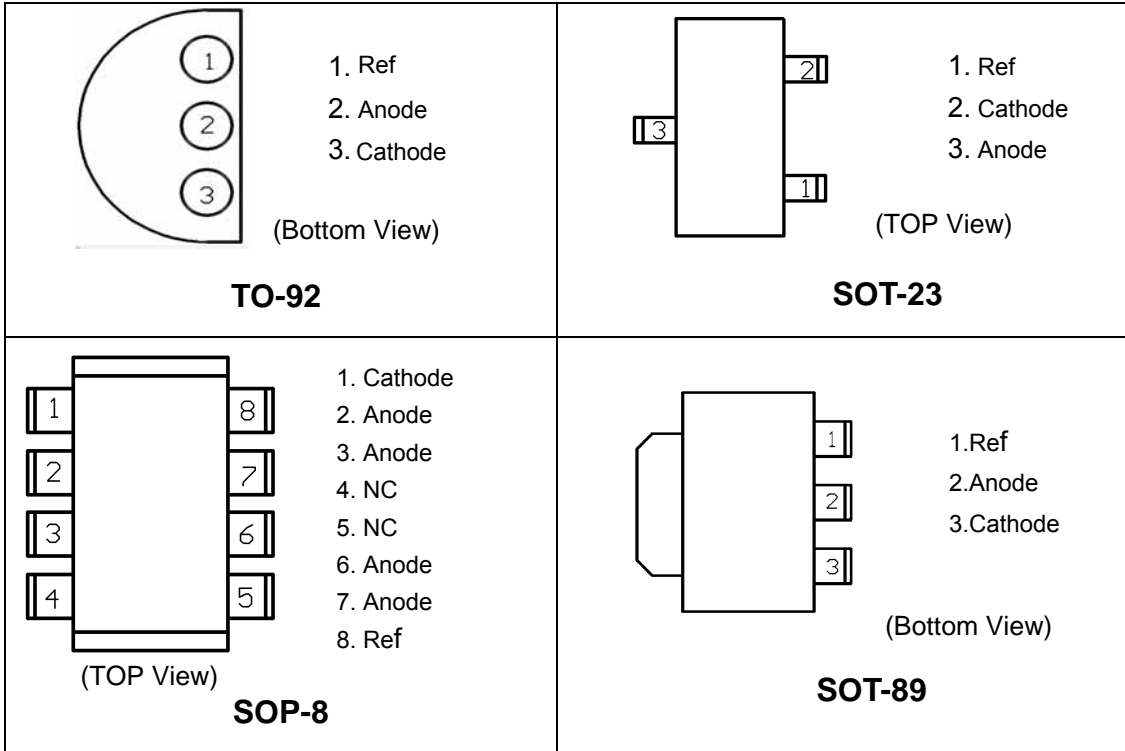 1
2
3
1. Ref
2. Anode
3. Cathode
(Bottom View)
TO-92
2
3
1
1. Ref
2. Cathode
3. Anode
(TOP View)
SOT-23
1
2
3
4
8
7
6
5
1. Cathode
2. Anode
3. Anode
4. NC
5. NC
6. Anode
7. Anode
8. Ref
(TOP View)
SOP-8
1
2
3
1.Ref
2.Anode
3.Cathode
(Bottom View)
SOT-89